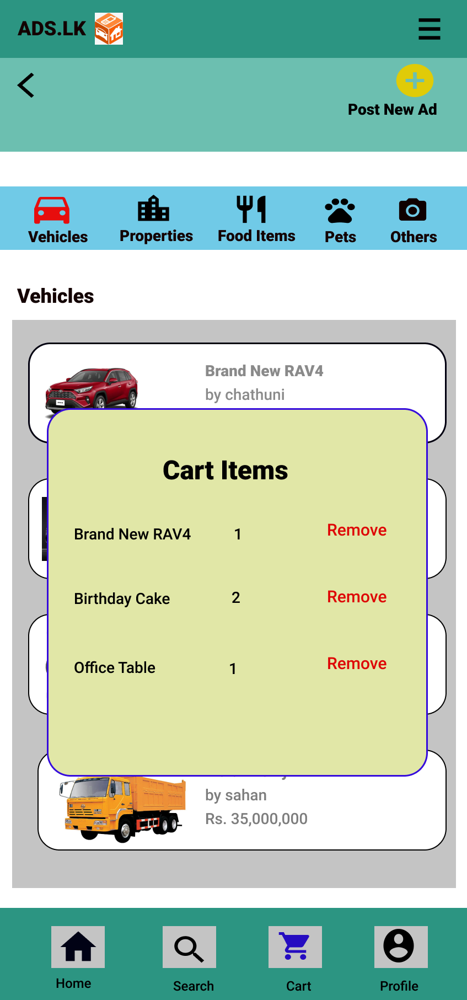 ADS.LK
Post New Ad
Vehicles Properties Food Items Pets Others
Vehicles
Brand New RAV4
by chathuni
Cart Items
Brand New RAV4 1 Remove
Birthday Cake 2 Remove
Office Table 1 Remove
by sahan
Rs. 35,000,000
Home Search Cart Profile